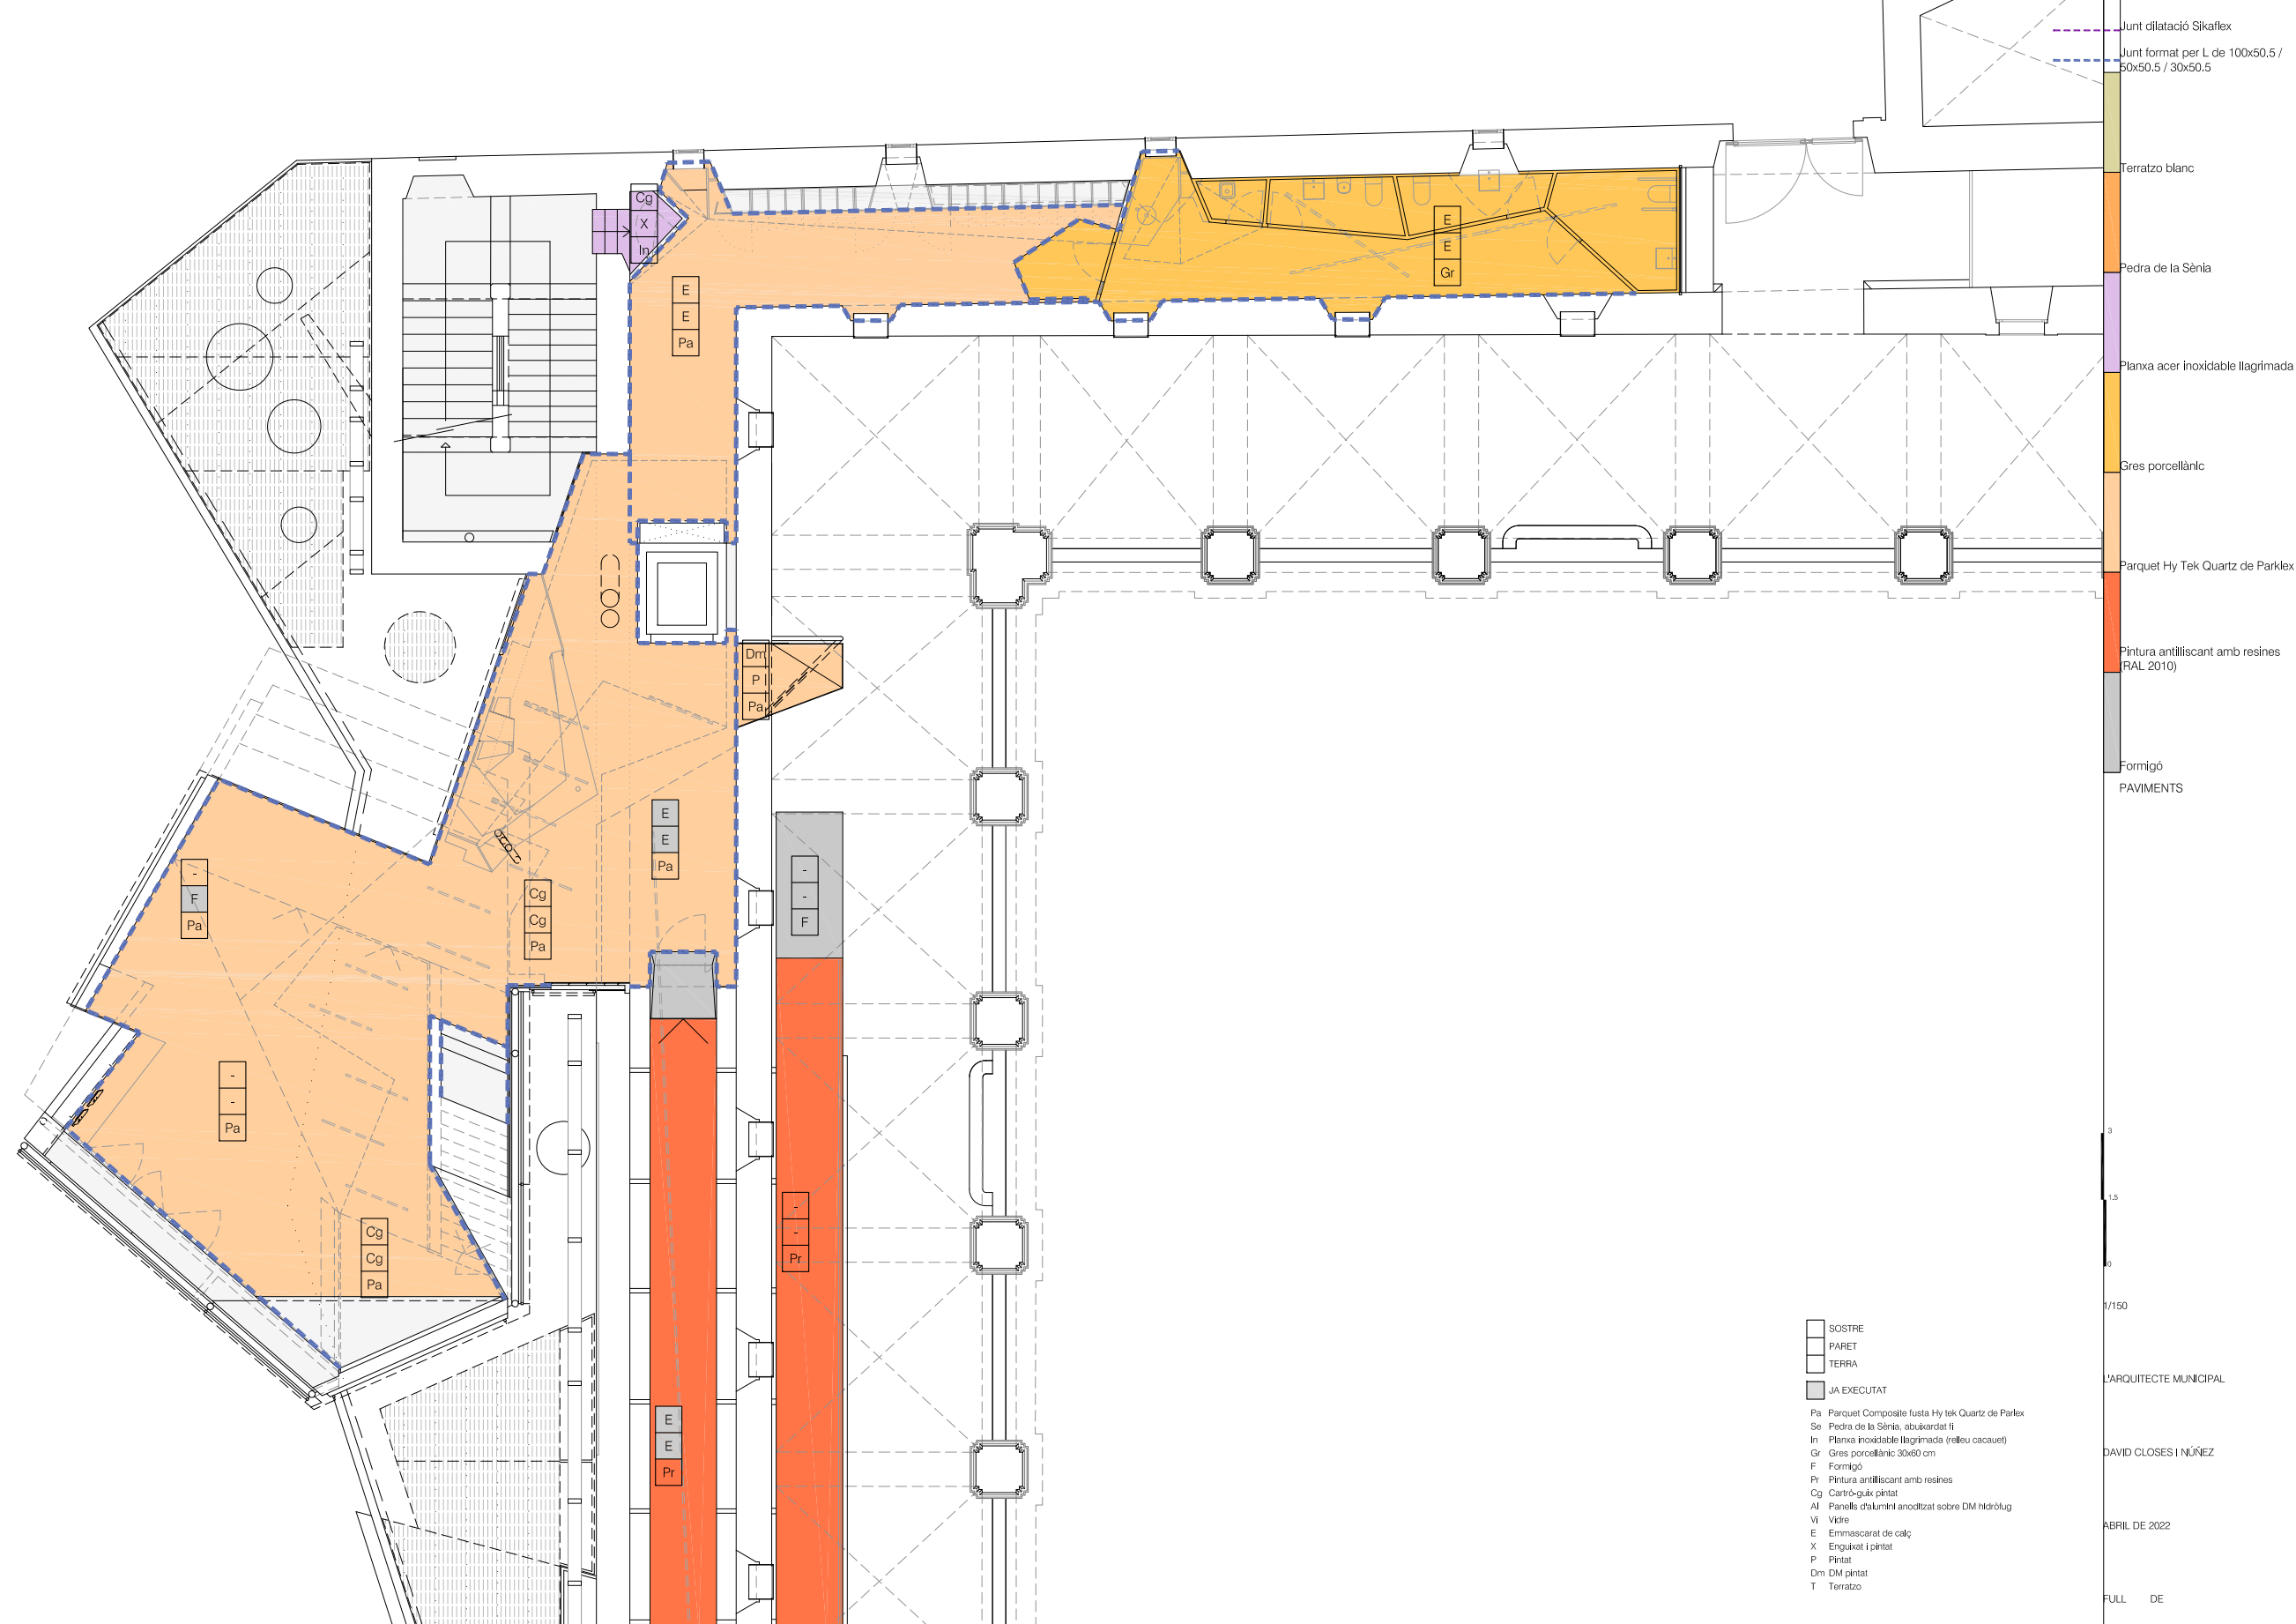 Junt dilatació Sikaflex
Junt format per L de 100x50.5 /
50x50.5 / 30x50.5
Terratzo blanc
Pedra de la Sènia
Planxa acer inoxidable llagrimada
Gres porcellànic
Parquet Hy Tek Quartz de Parklex
Pintura antilliscant amb resines
(RAL 2010)
Formigó
PAVIMENTS
Cg
X
In
E
E
Pa
E
E
Gr
Dm
P
Pa
E
E
Pa
-
-
F
-
F
Pa
Cg
Cg
Pa
-
-
Pa
Cg
Cg
Pa
-
-
Pr
E
E
Pr
3
1.5
0
1/150
SOSTRE
PARET
TERRA
JA EXECUTAT
Pa Parquet Composite fusta Hy tek Quartz de Parlex
Se Pedra de la Sènia, abuixardat fi
In Planxa inoxidable llagrimada (relleu cacauet)
Gr Gres porcellànic 30x60 cm
F Formigó
Pr Pintura antilliscant amb resines
Cg Cartró-guix pintat
Al Panells d'alumini anoditzat sobre DM hidròfug
Vi Vidre
E Emmascarat de calç
X Enguixat i pintat
P Pintat
Dm DM pintat
T Terratzo
L'ARQUITECTE MUNICIPAL
DAVID CLOSES I NÚÑEZ
ABRIL DE 2022
FULL DE